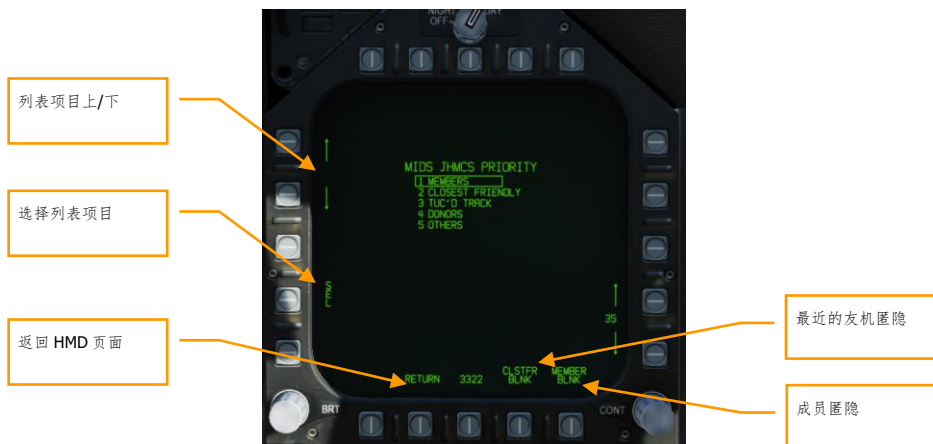 NIGHT DAY
OFF
列表项目上/下
选择列表项目
返回 HMD 页面
MIDS JHMCS PRIORITY
1 MEMBERS
2 CLOSEST FRIENDLY
3 TUC'D TRACK
4 DONORS
5 OTHERS
SEL
35
RETURN 3322 CLSTFR BLNK MEMBER BLNK
BRT
CONT
最近的友机匿隐
成员匿隐